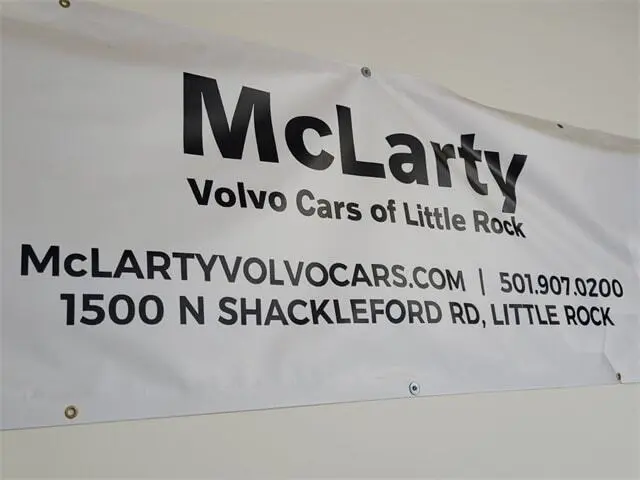 McLarty
Volvo Cars of Little Rock
McLARTYVOLVOCARS.COM | 501.907.0200
1500 N SHACKLEFORD RD, LITTLE ROCK